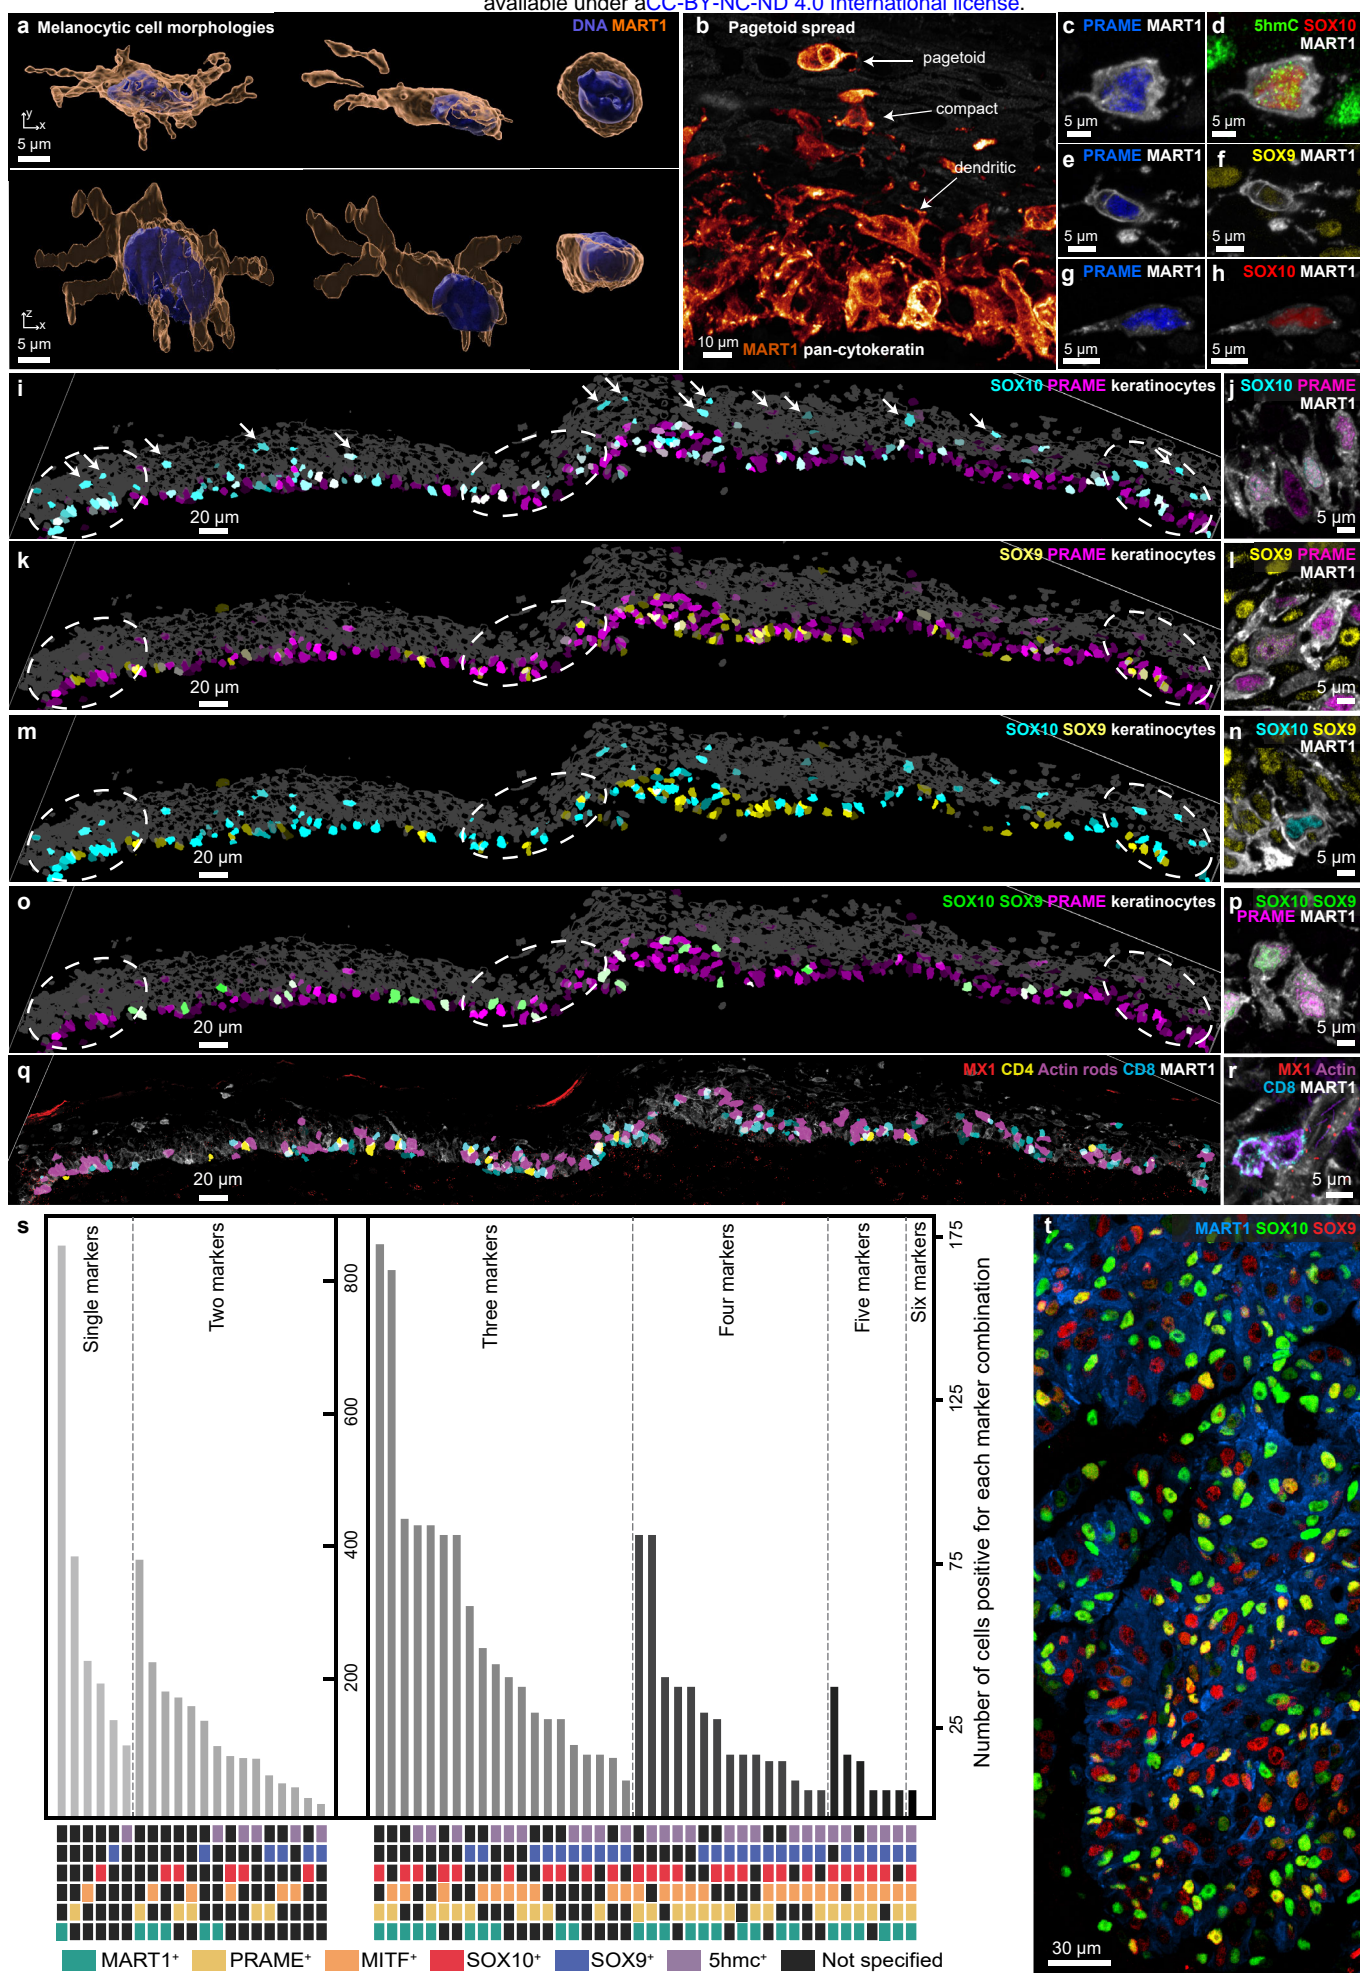 available under aCC-BY-NC-ND 4.0 International license.
a Melanocytic cell morphologies
DNA MART1
y
x
5 µm
z
x
5 µm
b Pagetoid spread
pagetoid
compact
dendritic
10 µm MART1 pan-cytokeratin
c PRAME MART1
5 µm
d 5hmC SOX10
MART1
5 µm
e PRAME MART1
5 µm
f SOX9 MART1
5 µm
g PRAME MART1
5 µm
h SOX10 MART1
5 µm
i SOX10 PRAME keratinocytes
20 µm
j SOX10 PRAME
MART1
5 µm
k SOX9 PRAME keratinocytes
20 µm
l SOX9 PRAME
MART1
5 µm
m SOX10 SOX9 keratinocytes
20 µm
n SOX10 SOX9
MART1
5 µm
o SOX10 SOX9 PRAME keratinocytes
20 µm
p SOX10 SOX9
PRAME MART1
5 µm
q MX1 CD4 Actin rods CD8 MART1
20 µm
r MX1 Actin
CD8 MART1
5 µm
s
Single markers
Two markers
800
600
400
200
Three markers
Four markers
Five markers
Six markers
175
125
75
25
Number of cells positive for each marker combination
MART1⁺ PRAME⁺ MITF⁺ SOX10⁺ SOX9⁺ 5hmc⁺ Not specified
t MART1 SOX10 SOX9
30 µm